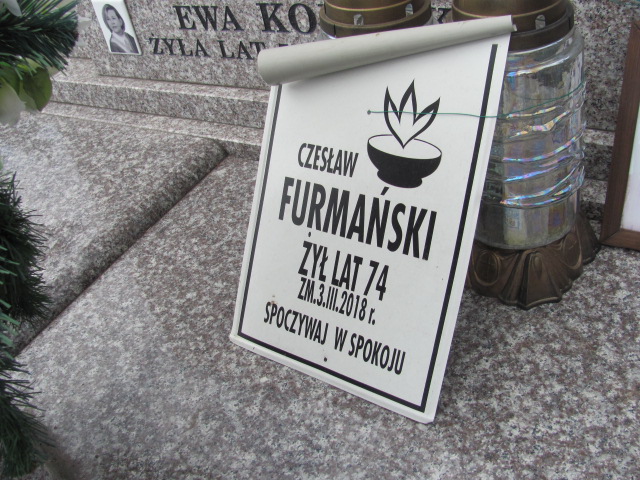 EWA
ŻYŁA LAT
CZESŁAW
FURMAŃSKI
ŻYŁ LAT 74
ZM.3.III.2018 r.
SPOCZYWAJ W SPOKOJU